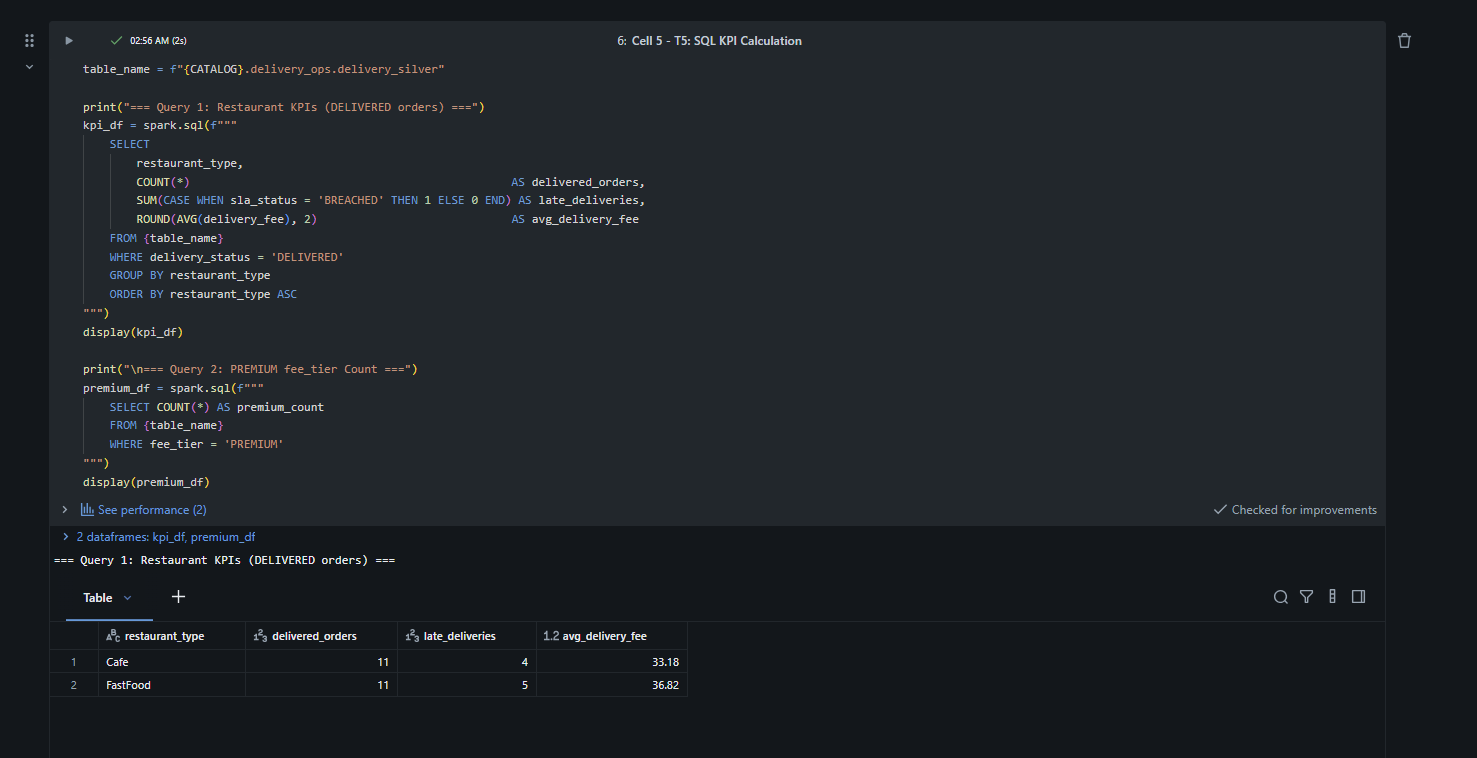 02:56 AM (2s)
6: Cell 5 - T5: SQL KPI Calculation
table_name = f"{CATALOG}.delivery_ops.delivery_silver"
print("=== Query 1: Restaurant KPIs (DELIVERED orders) ===")
kpi_df = spark.sql(f"""
SELECT
restaurant_type,
COUNT(*) AS delivered_orders,
SUM(CASE WHEN sla_status = 'BREACHED' THEN 1 ELSE 0 END) AS late_deliveries,
ROUND(AVG(delivery_fee), 2) AS avg_delivery_fee
FROM {table_name}
WHERE delivery_status = 'DELIVERED'
GROUP BY restaurant_type
ORDER BY restaurant_type ASC
""")
display(kpi_df)
print("\n=== Query 2: PREMIUM fee_tier Count ===")
premium_df = spark.sql(f"""
SELECT COUNT(*) AS premium_count
FROM {table_name}
WHERE fee_tier = 'PREMIUM'
""")
display(premium_df)
See performance (2)
Checked for improvements
2 dataframes: kpi_df, premium_df
=== Query 1: Restaurant KPIs (DELIVERED orders) ===
Table
ABC restaurant_type 123 delivered_orders 123 late_deliveries 1.2 avg_delivery_fee
1 Cafe 11 4 33.18
2 FastFood 11 5 36.82